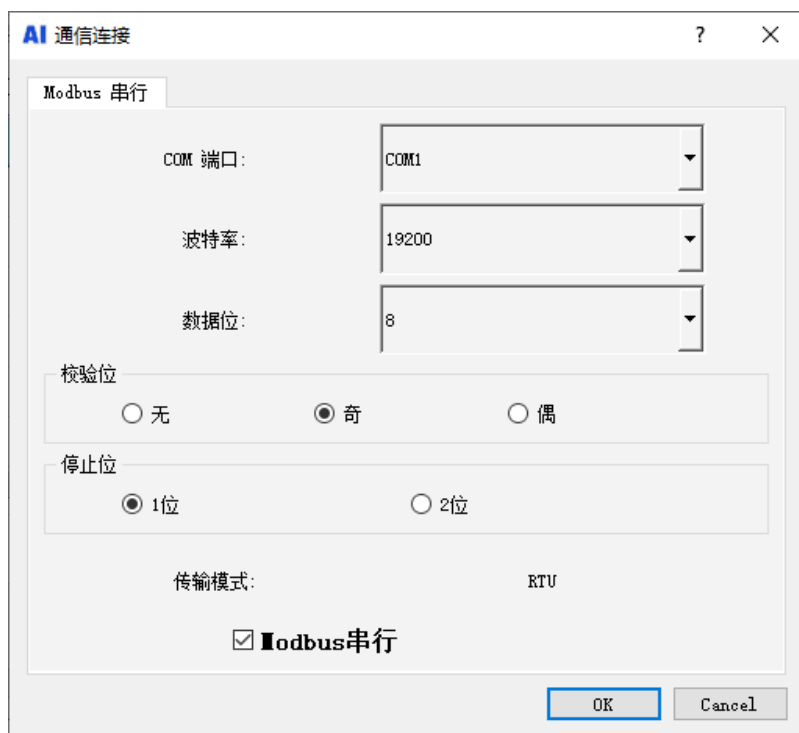 AI 通信连接 ?
Modbus 串行
COM 端口: COM1
波特率: 19200
数据位: 8
校验位
无 奇 偶
停止位
1位 2位
传输模式: RTU
Modbus串行
OK Cancel